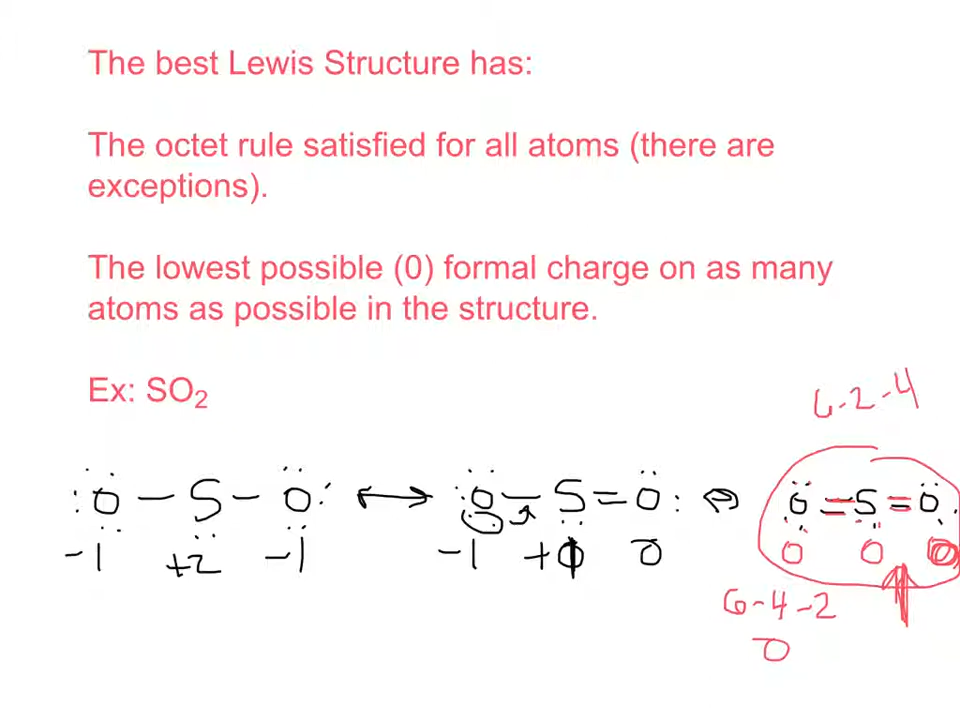 The best Lewis Structure has:
The octet rule satisfied for all atoms (there are
exceptions).
The lowest possible (0) formal charge on as many
atoms as possible in the structure.
Ex: SO₂
6-2-4
:O — S — O: ↔ :O — S = O: ⇔ O = S = O
-1 +2 -1 -1 +1 0 0 0 0
6-4-2
0